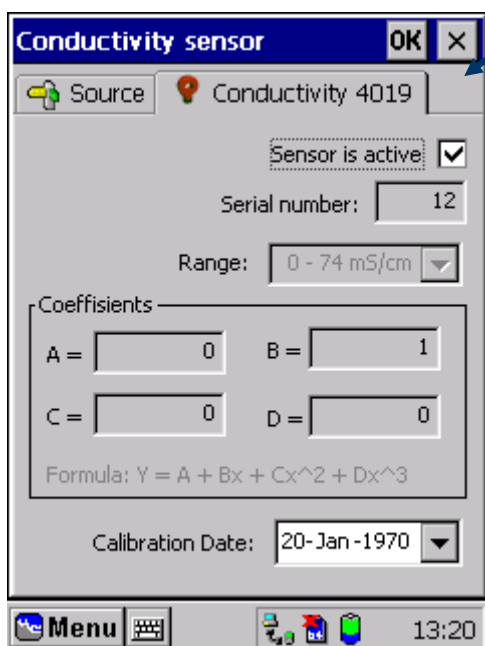 Conductivity sensor OK ×
Source Conductivity 4019
Sensor is active
Serial number: 12
Range: 0 - 74 mS/cm
Coeffisients
A = 0 B = 1
C = 0 D = 0
Formula: Y = A + Bx + Cx^2 + Dx^3
Calibration Date: 20-Jan-1970
Menu 13:20